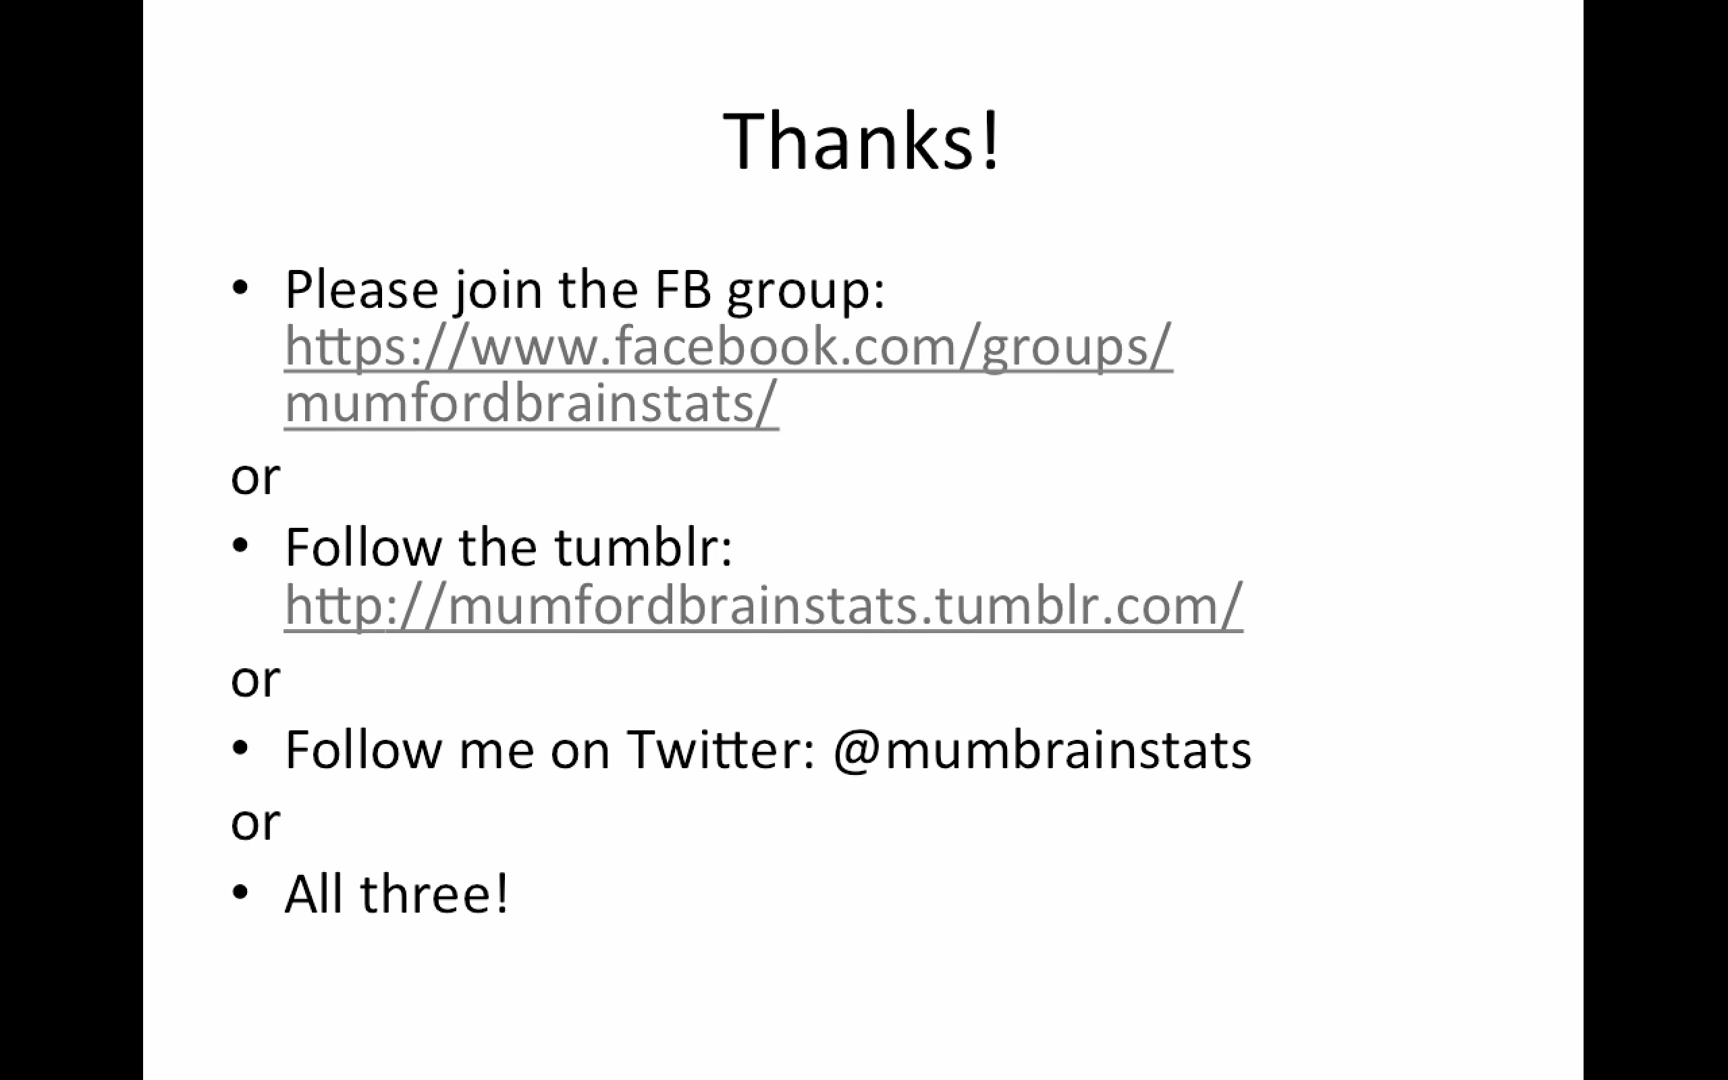 Thanks!
• Please join the FB group:
https://www.facebook.com/groups/
mumfordbrainstats/
or
• Follow the tumblr:
http://mumfordbrainstats.tumblr.com/
or
• Follow me on Twitter: @mumbrainstats
or
• All three!